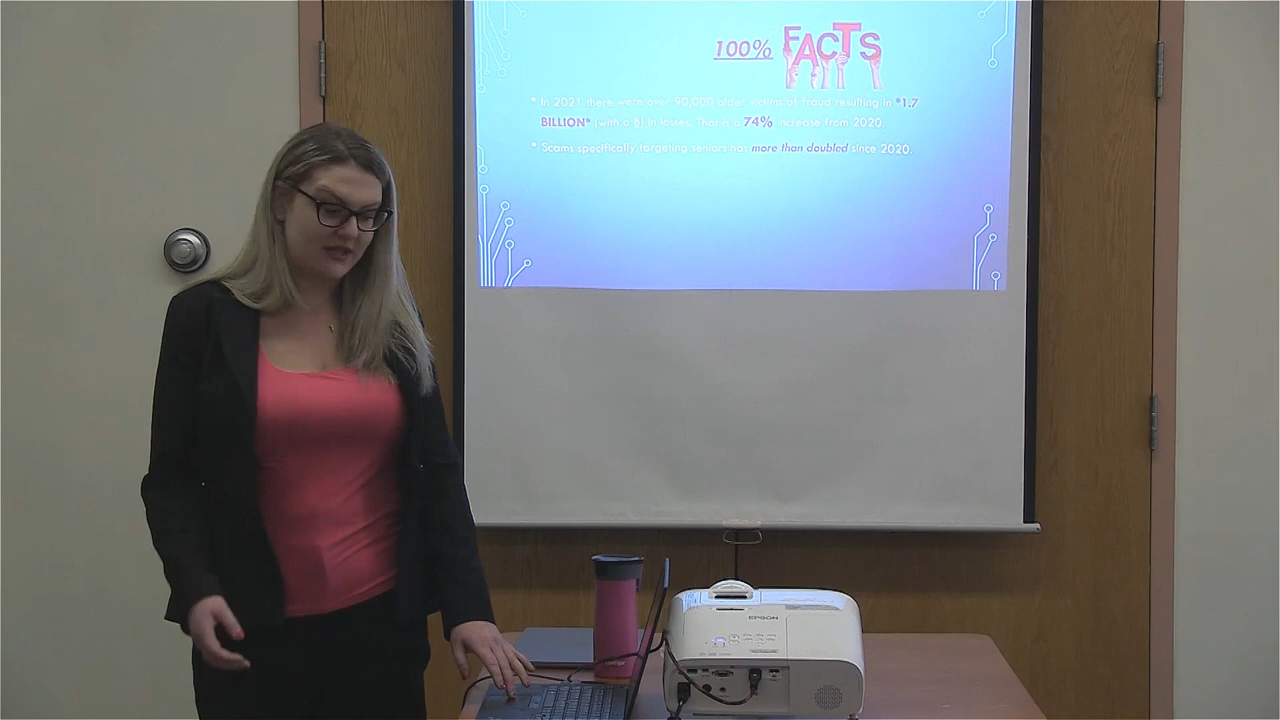 100% FACTS
* In 2021 there were over 90,000 older victims of fraud resulting in *1.7
BILLION* (with a B) in losses. That is a 74% increase from 2020.
* Scams specifically targeting seniors has more than doubled since 2020.
EPSON